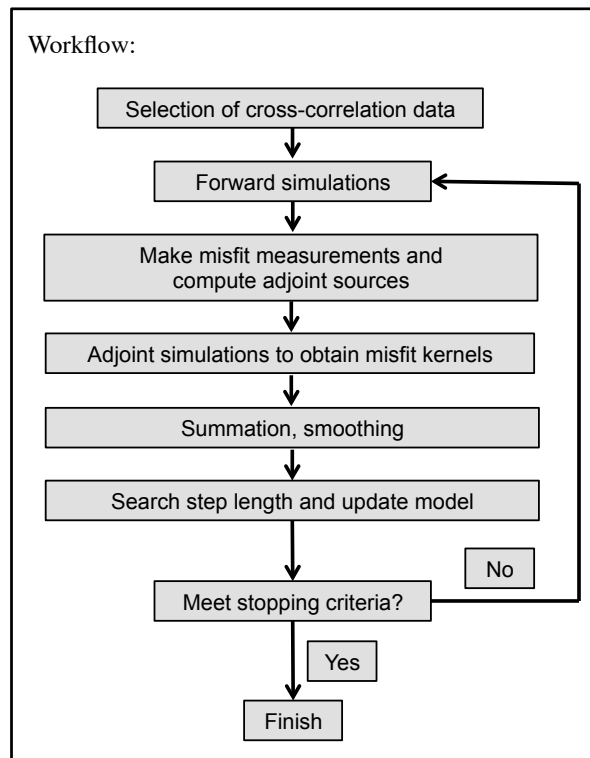 Workflow:
Selection of cross-correlation data
Forward simulations
Make misfit measurements and
compute adjoint sources
Adjoint simulations to obtain misfit kernels
Summation, smoothing
Search step length and update model
No
Meet stopping criteria?
Yes
Finish